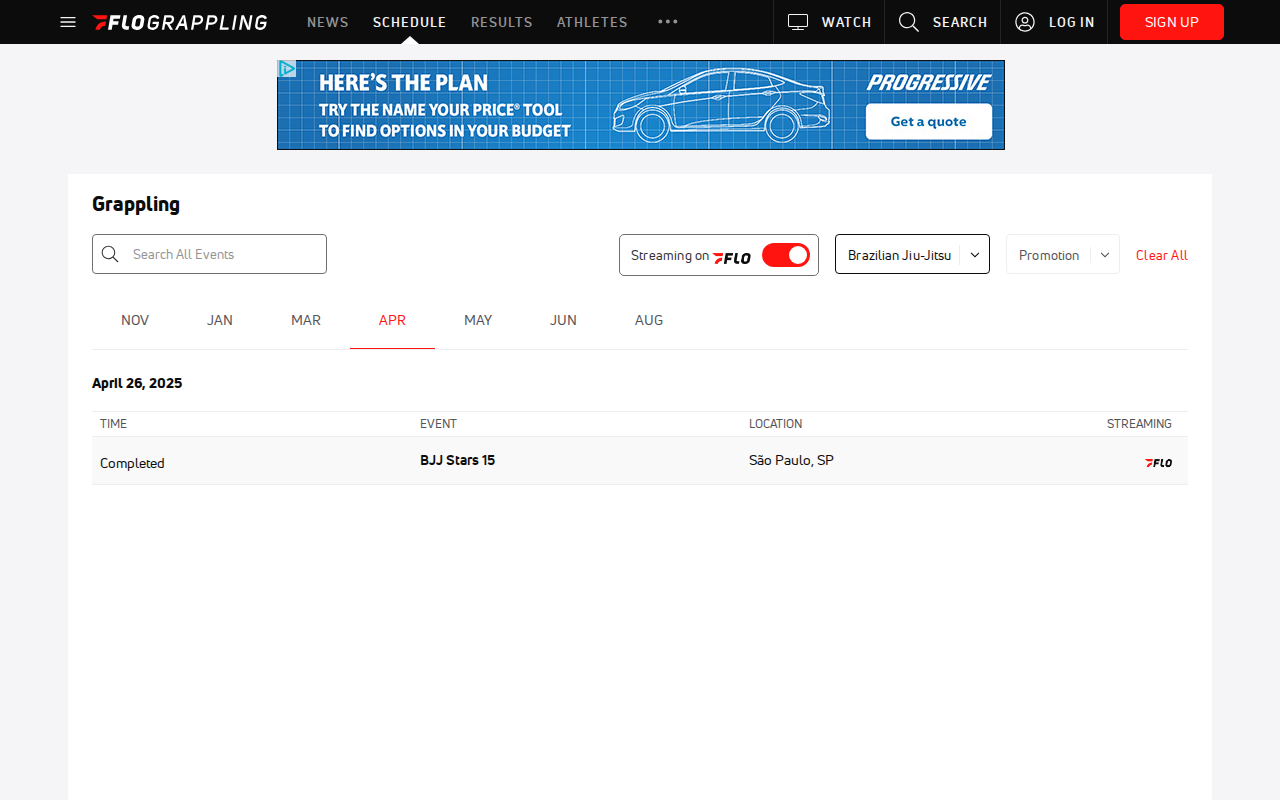 FLOGRAPPLING NEWS SCHEDULE RESULTS ATHLETES WATCH SEARCH LOG IN SIGN UP
HERE'S THE PLAN
TRY THE NAME YOUR PRICE® TOOL
TO FIND OPTIONS IN YOUR BUDGET
PROGRESSIVE
Get a quote
Grappling
Search All Events
Streaming on FLO
Brazilian Jiu-Jitsu
Promotion
Clear All
NOV JAN MAR APR MAY JUN AUG
April 26, 2025
TIME EVENT LOCATION STREAMING
Completed BJJ Stars 15 São Paulo, SP FLO